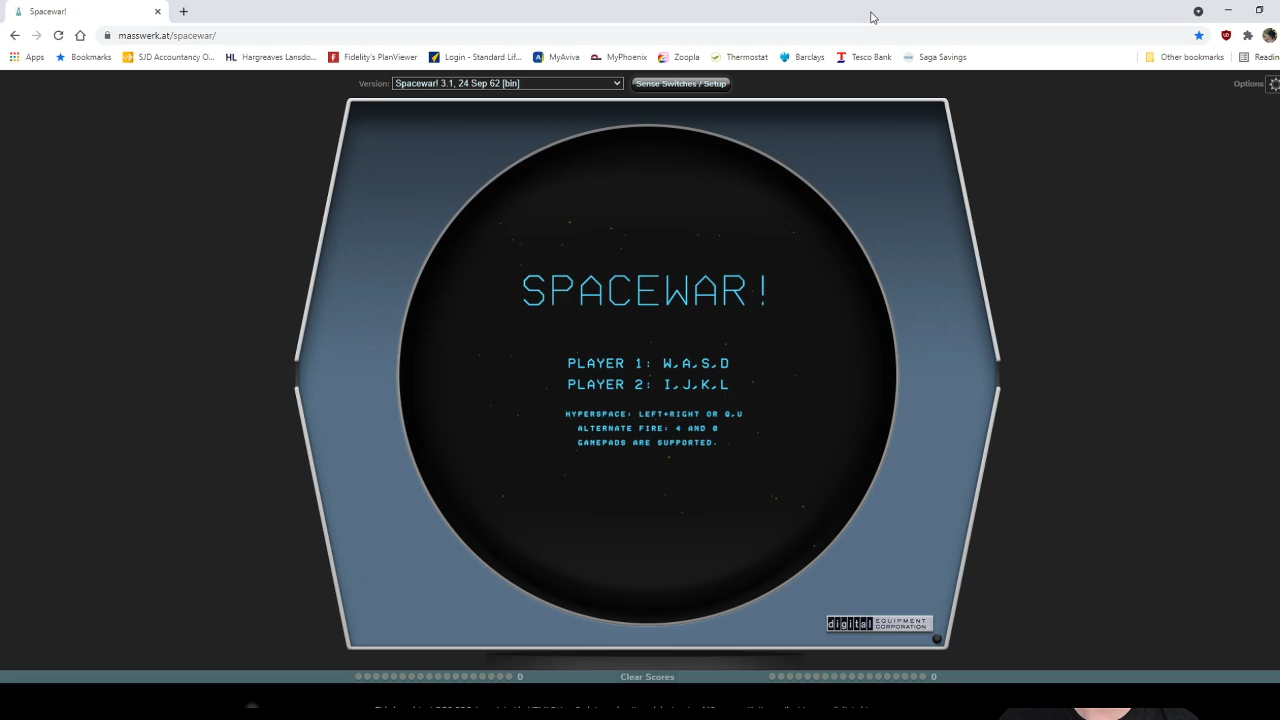 Spacewar!
masswerk.at/spacewar/
Apps Bookmarks SJD Accountancy O... HL Hargreaves Lansdo... Fidelity's PlanViewer Login - Standard Lif... MyAviva MyPhoenix Zoopla Thermostat Barclays Tesco Bank Saga Savings Other bookmarks Readin
Version: Spacewar! 3.1, 24 Sep 62 [bin] Sense Switches / Setup Options
SPACEWAR!
PLAYER 1: W,A,S,D
PLAYER 2: I,J,K,L
HYPERSPACE: LEFT+RIGHT OR Q,U
ALTERNATE FIRE: 4 AND 0
GAMEPADS ARE SUPPORTED.
digital EQUIPMENT
CORPORATION
0 Clear Scores 0